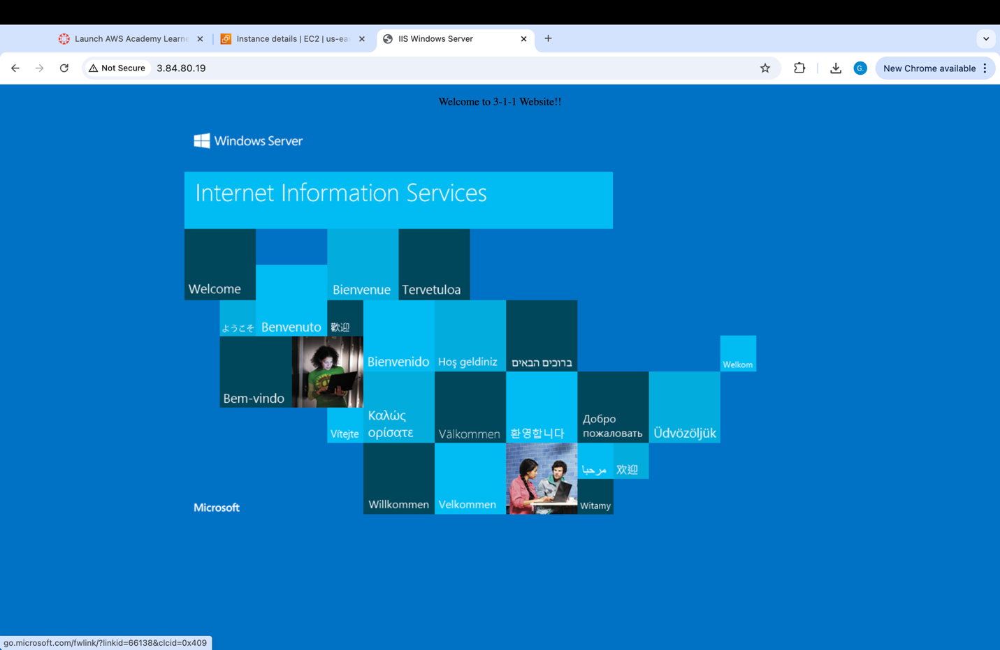 Launch AWS Academy Learne
Instance details | EC2 | us-eas
IIS Windows Server
Not Secure
3.84.80.19
G.
New Chrome available
Welcome to 3-1-1 Website!!
Windows Server
Internet Information Services
Welcome
Bienvenue
Tervetuloa
ようこそ
Benvenuto
歡迎
Bienvenido
Hoş geldiniz
ברוכים הבאים
Welkom
Bem-vindo
Vítejte
Καλώς
ορίσατε
Välkommen
환영합니다
Добро
пожаловать
Üdvözöljük
مرحبا
欢迎
Microsoft
Willkommen
Velkommen
Witamy
go.microsoft.com/fwlink/?linkid=66138&clcid=0x409